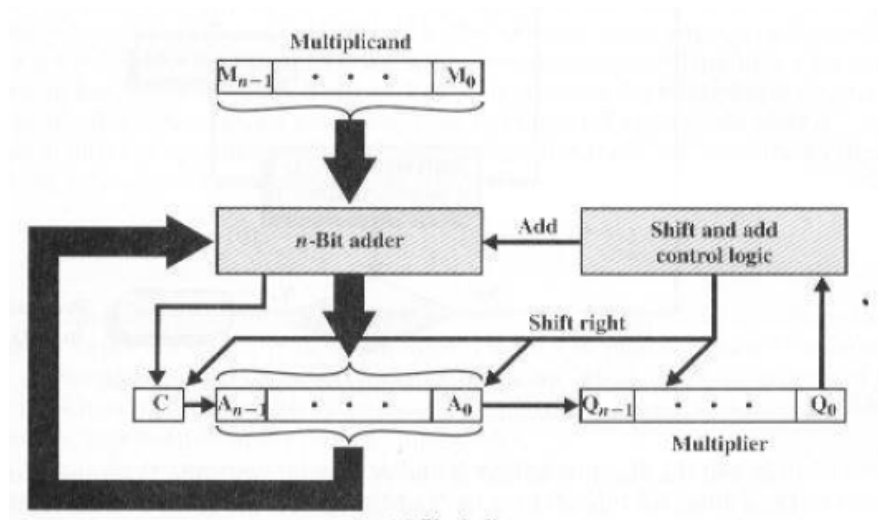 Multiplicand
Mn−1 · · · M0
n-Bit adder
Add
Shift and add
control logic
Shift right
C
An−1 · · · A0
Qn−1 · · · Q0
Multiplier